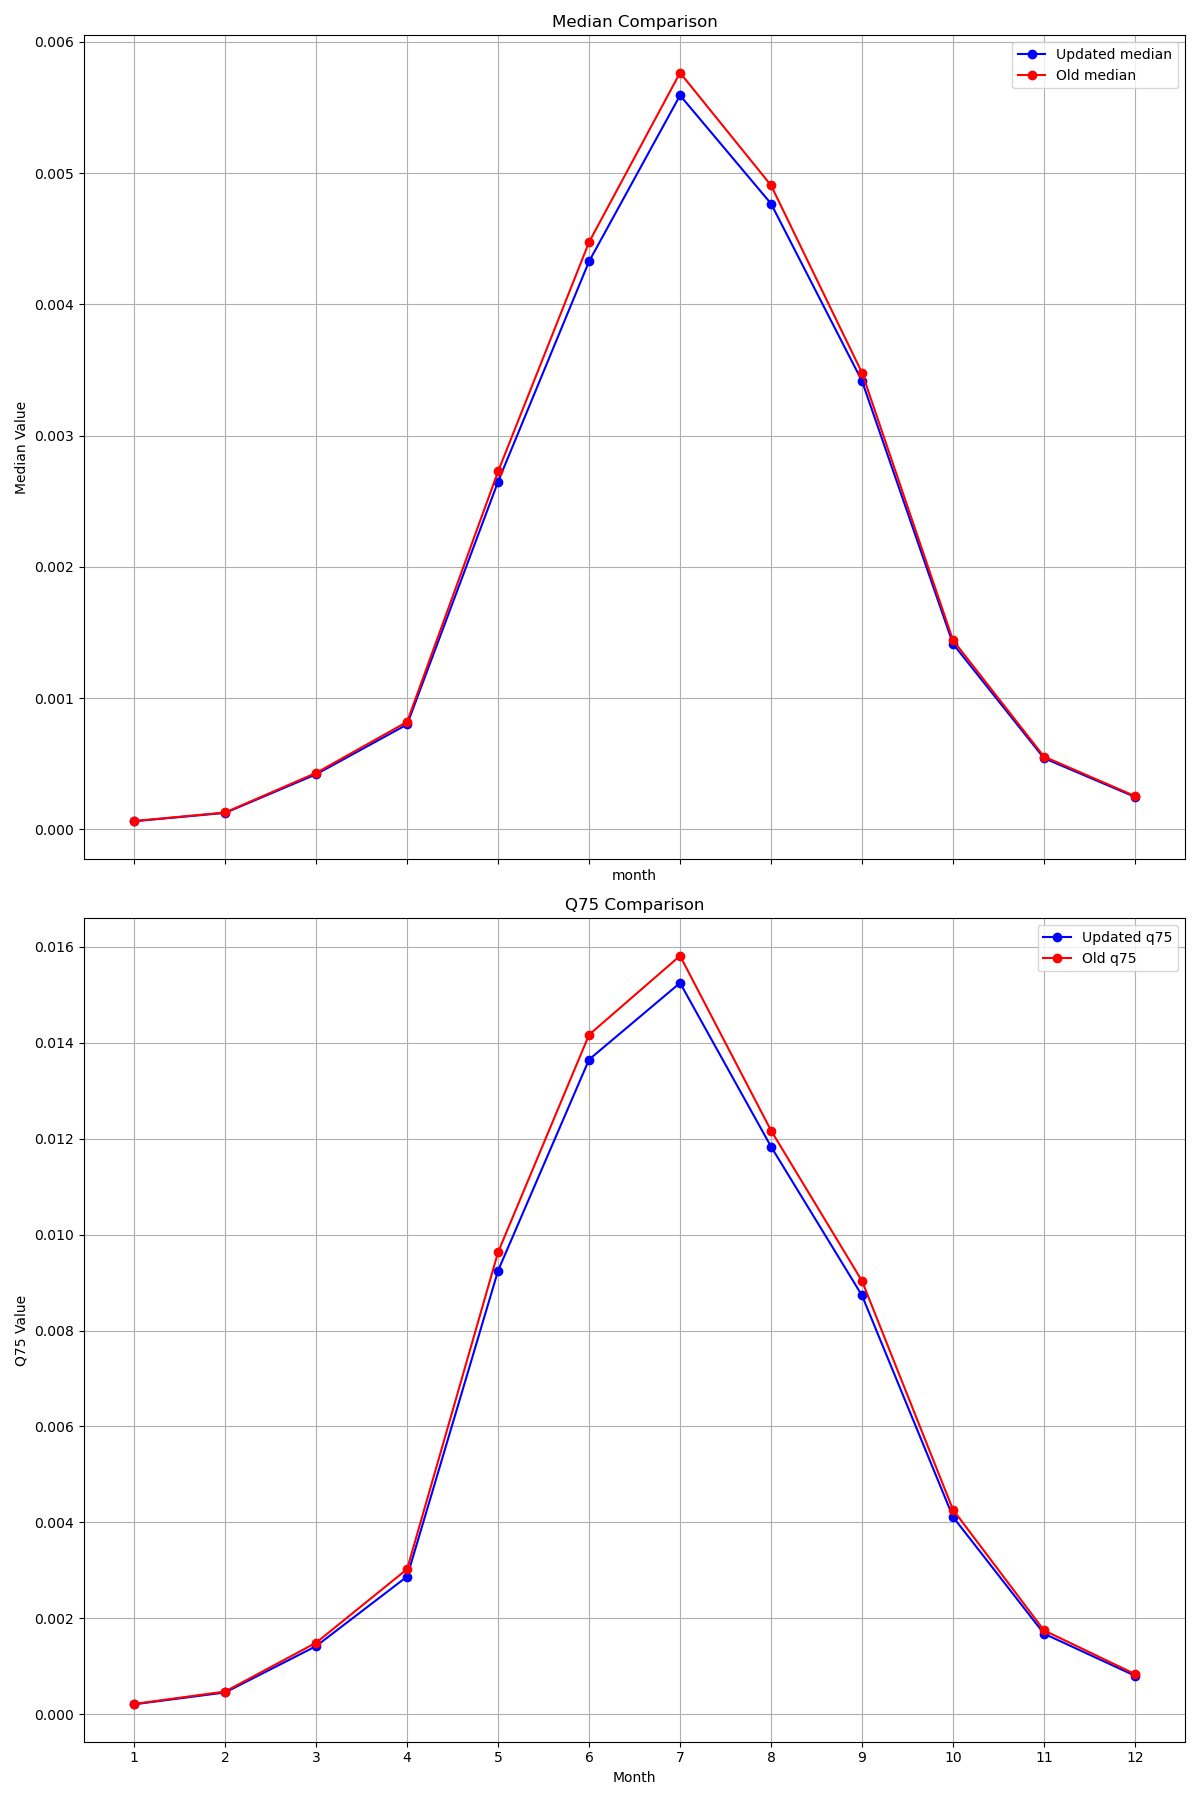 Median Comparison
0.006
0.005
0.004
0.003
0.002
0.001
0.000
Median Value
Updated median
Old median
month
Q75 Comparison
0.016
0.014
0.012
0.010
0.008
0.006
0.004
0.002
0.000
Q75 Value
Updated q75
Old q75
1 2 3 4 5 6 7 8 9 10 11 12
Month